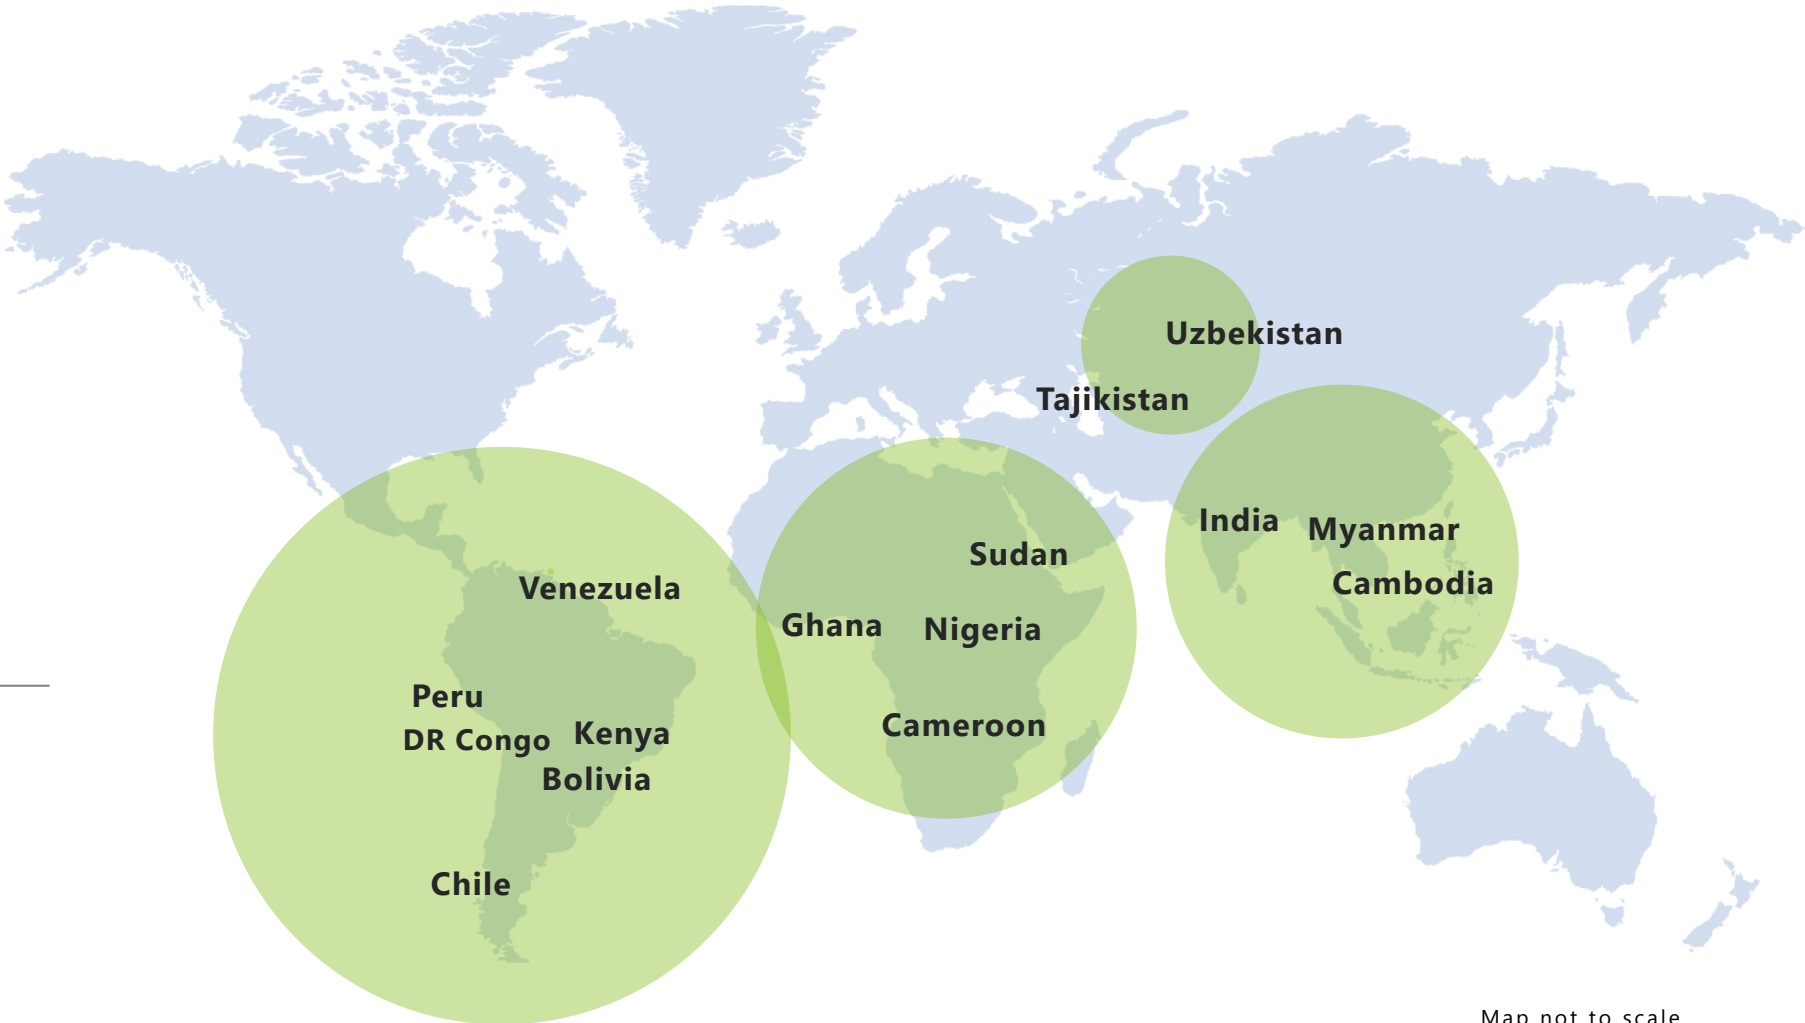 Uzbekistan
Tajikistan
India
Myanmar
Sudan
Cambodia
Venezuela
Ghana
Nigeria
Peru
Cameroon
DR Congo
Kenya
Bolivia
Chile
Map not to scale